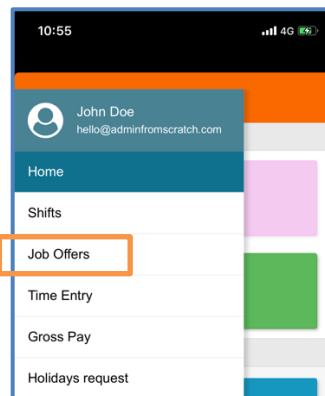 10:55 4G
John Doe
hello@adminfromscratch.com
Home
Shifts
Job Offers
Time Entry
Gross Pay
Holidays request